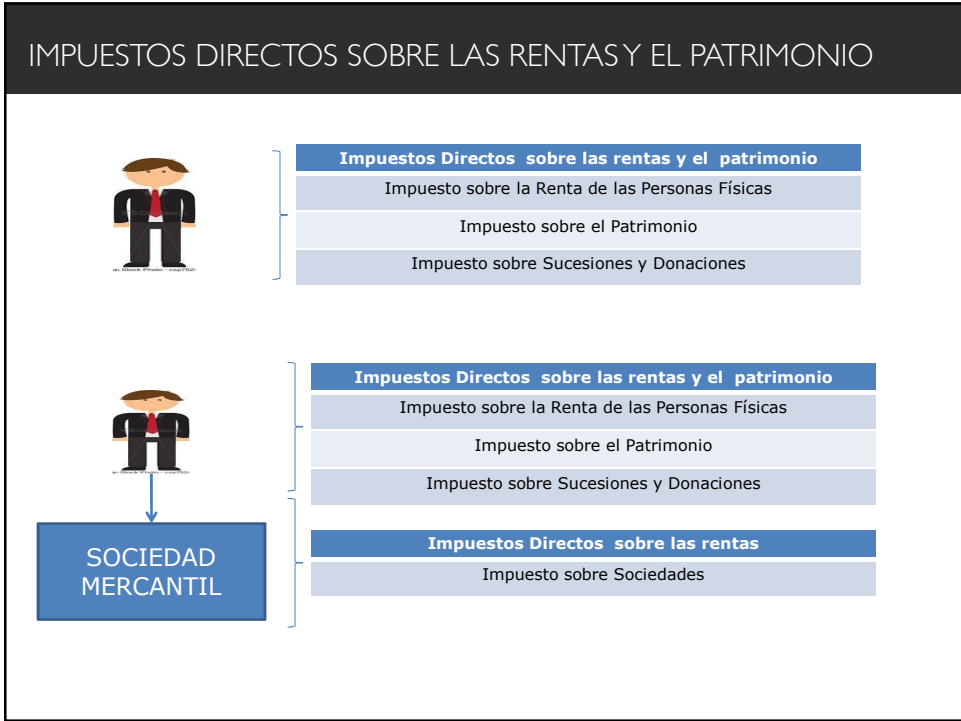 IMPUESTOS DIRECTOS SOBRE LAS RENTAS Y EL PATRIMONIO
Impuestos Directos sobre las rentas y el patrimonio
Impuesto sobre la Renta de las Personas Físicas
Impuesto sobre el Patrimonio
Impuesto sobre Sucesiones y Donaciones
Impuestos Directos sobre las rentas y el patrimonio
Impuesto sobre la Renta de las Personas Físicas
Impuesto sobre el Patrimonio
Impuesto sobre Sucesiones y Donaciones
SOCIEDAD
MERCANTIL
Impuestos Directos sobre las rentas
Impuesto sobre Sociedades